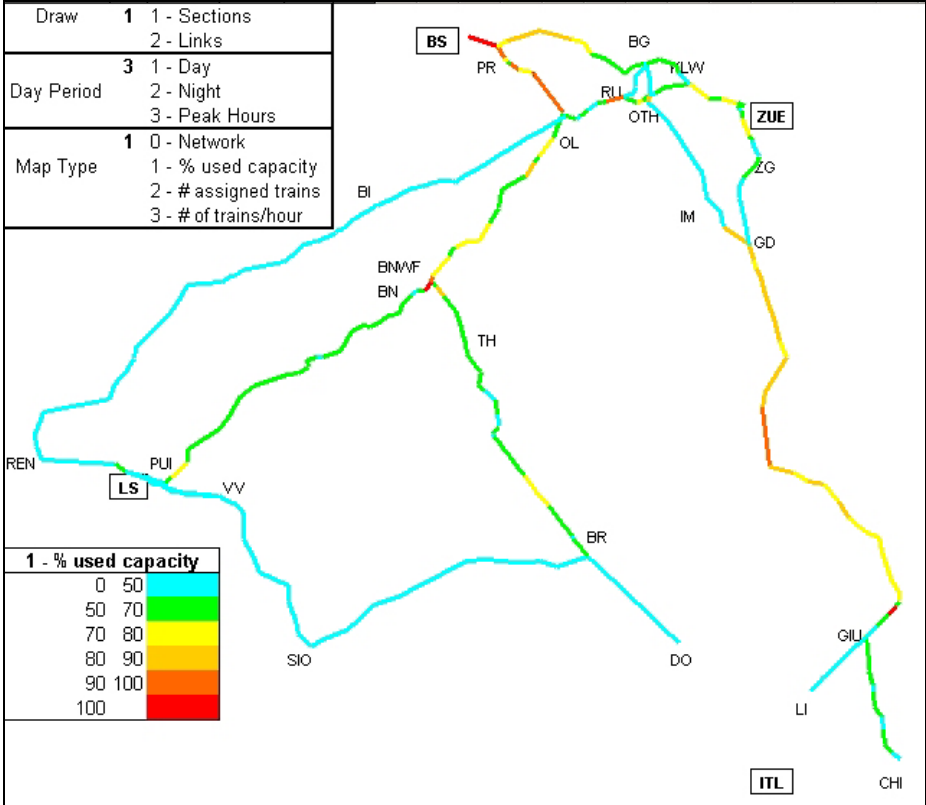 Draw 1 1 - Sections
2 - Links
Day Period 3 1 - Day
2 - Night
3 - Peak Hours
Map Type 1 0 - Network
1 - % used capacity
2 - # assigned trains
3 - # of trains/hour
BS
BG
PR
KLW
RU
OTH
ZUE
OL
ZG
BI
IM
GD
BNWF
BN
TH
REN
PUI
LS
VV
BR
1 - % used capacity
0 50
50 70
70 80
80 90
90 100
100
GIU
SIO
DO
LI
ITL
CHI